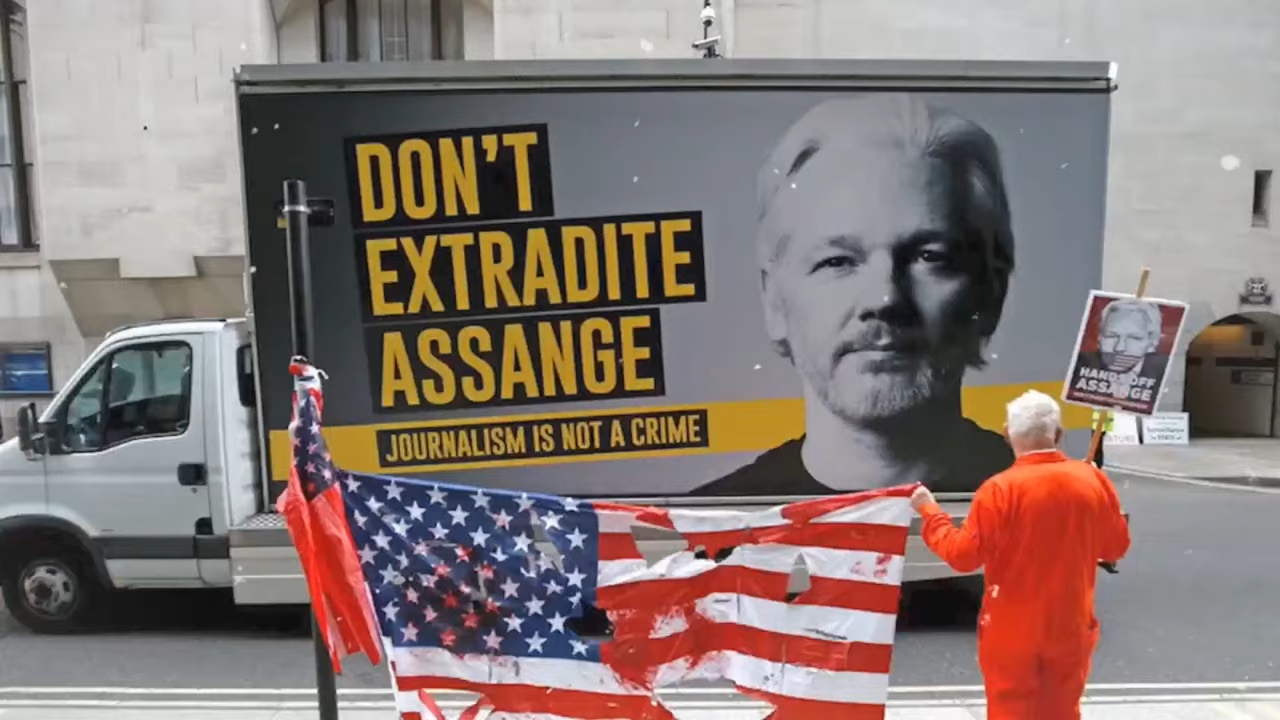 DON'T
EXTRADITE
ASSANGE
JOURNALISM IS NOT A CRIME
HANDS OFF
ASSANGE